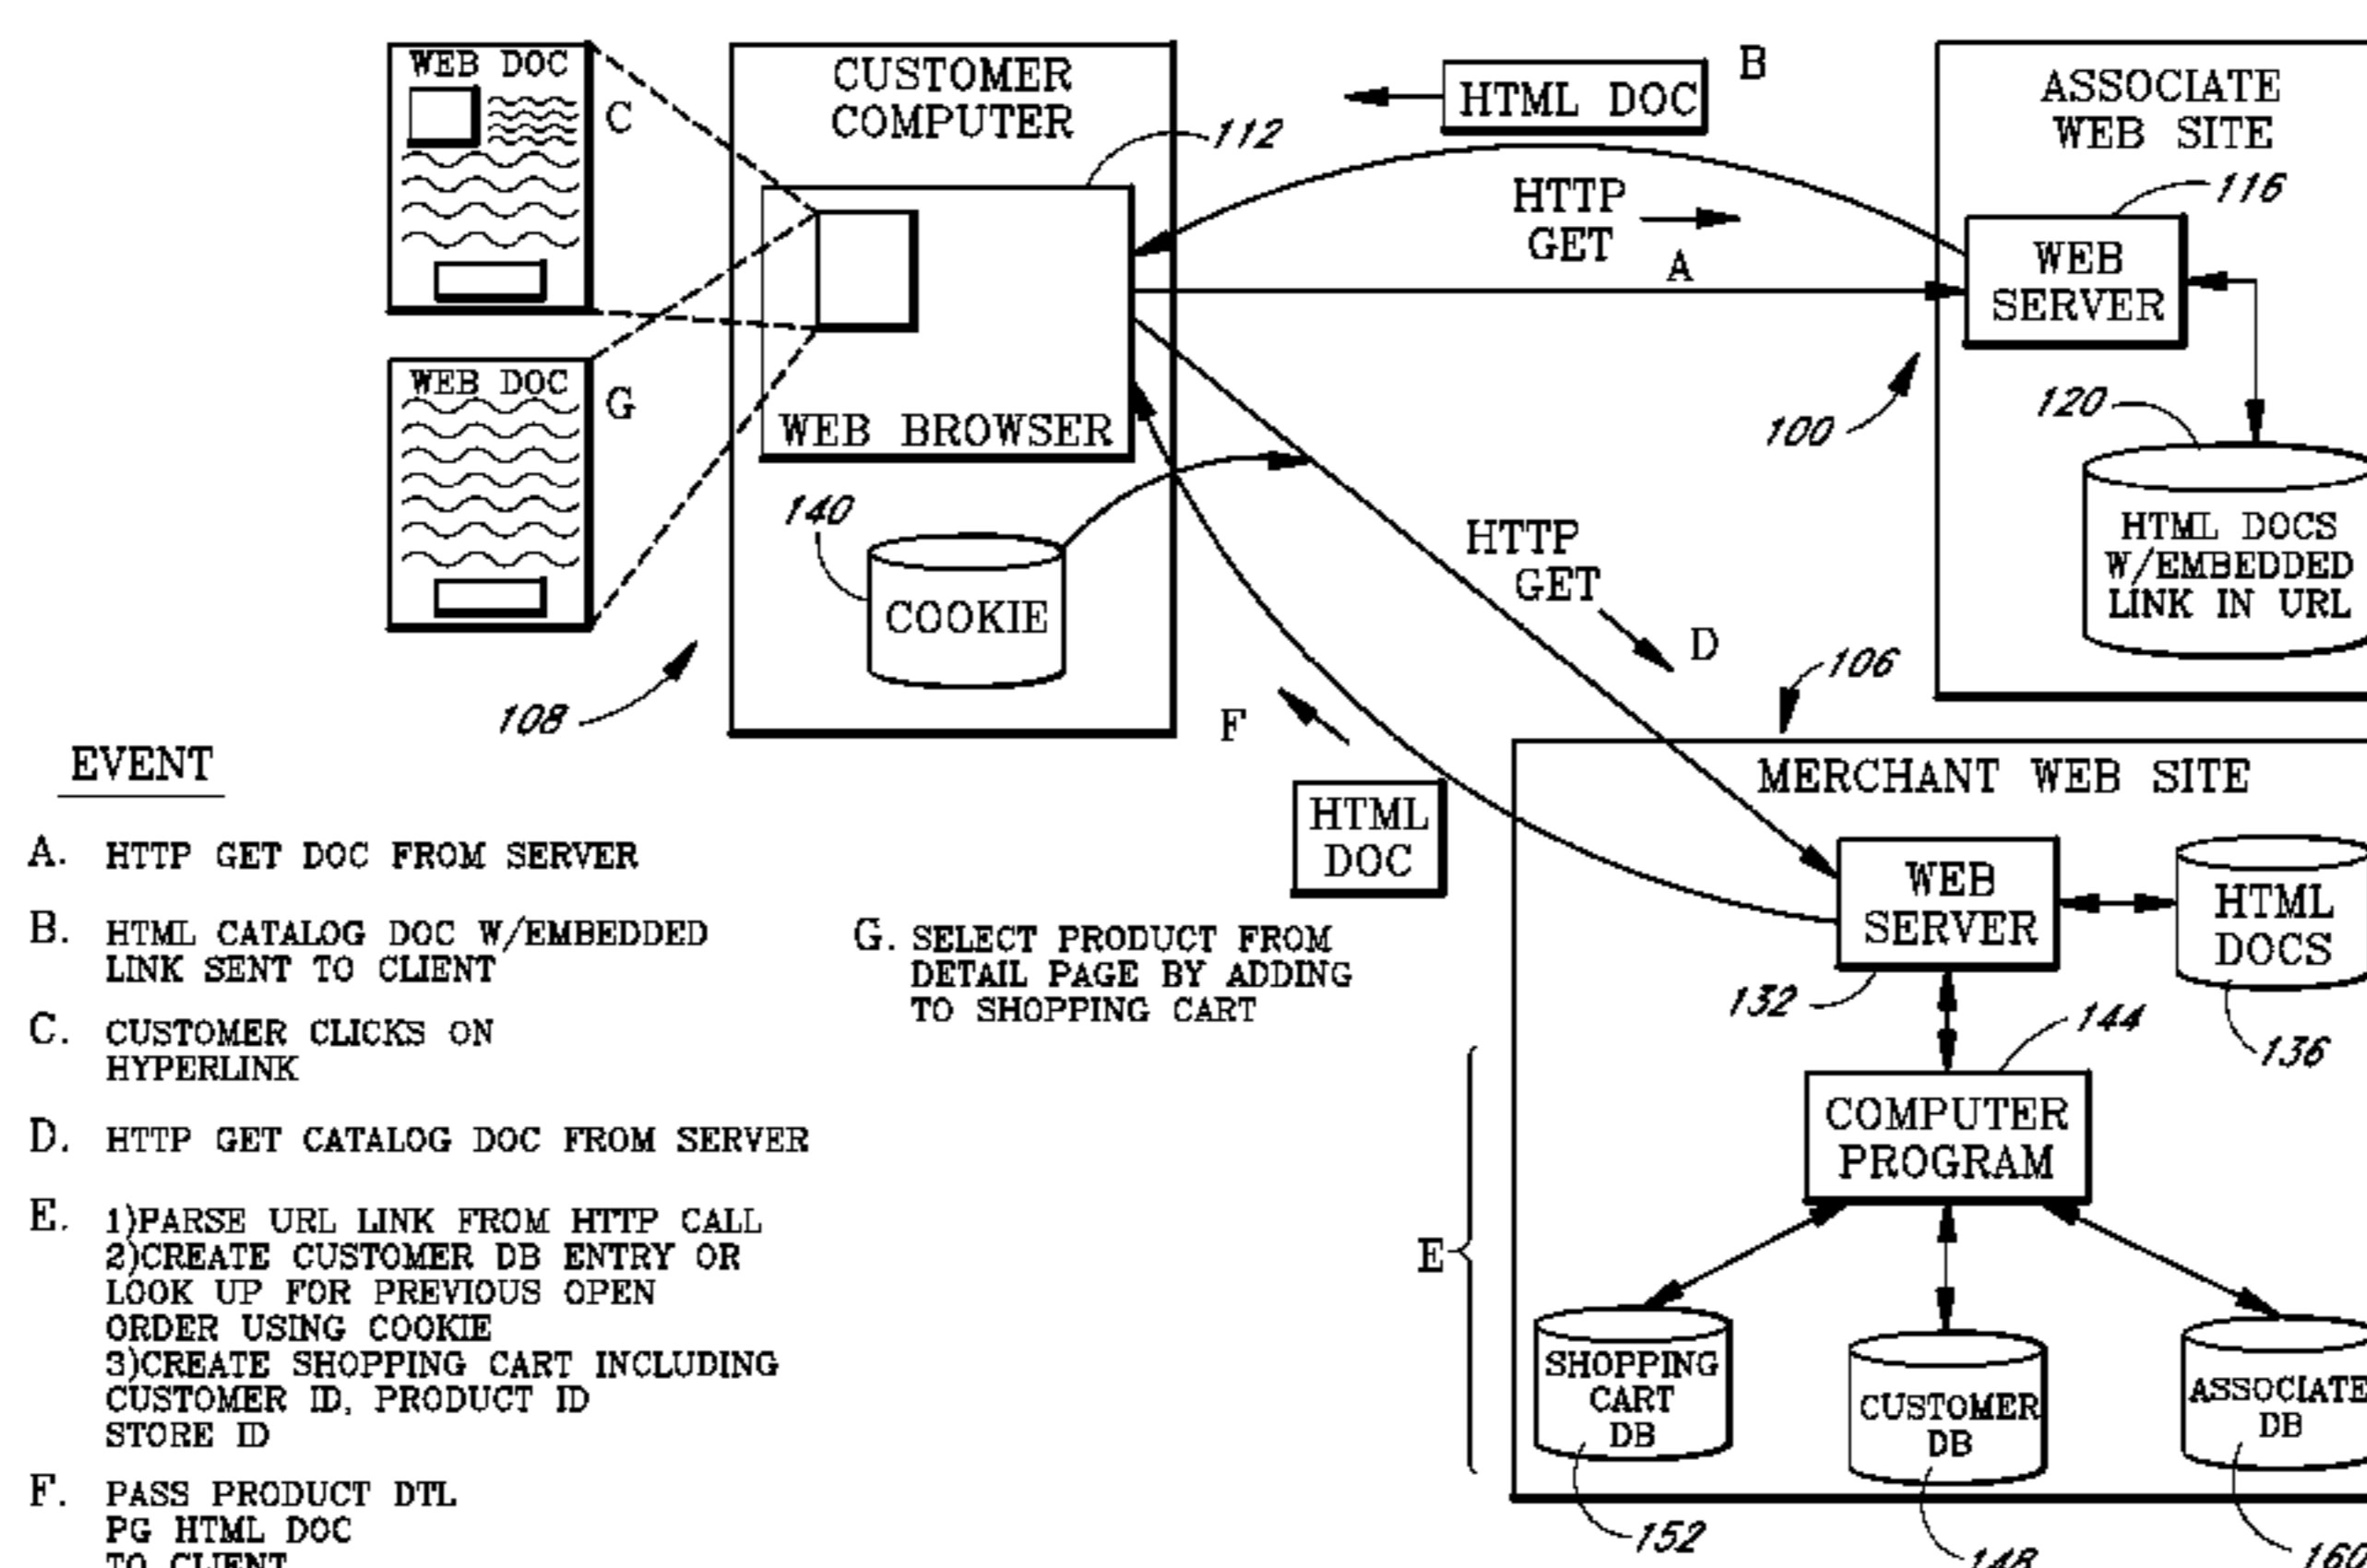 WEB DOC
C
CUSTOMER
COMPUTER
112
HTML DOC
B
ASSOCIATE
WEB SITE
116
HTTP
GET
A
WEB
SERVER
WEB DOC
G
WEB BROWSER
100
120
140
COOKIE
HTML DOCS
W/EMBEDDED
LINK IN URL
HTTP
GET
D
106
108
F
HTML
DOC
MERCHANT WEB SITE
WEB
SERVER
HTML
DOCS
132
144
136
COMPUTER
PROGRAM
E
SHOPPING
CART
DB
CUSTOMER
DB
ASSOCIATE
DB
152
148
160
EVENT
A. HTTP GET DOC FROM SERVER
B. HTML CATALOG DOC W/EMBEDDED
LINK SENT TO CLIENT
C. CUSTOMER CLICKS ON
HYPERLINK
D. HTTP GET CATALOG DOC FROM SERVER
E. 1)PARSE URL LINK FROM HTTP CALL
2)CREATE CUSTOMER DB ENTRY OR
LOOK UP FOR PREVIOUS OPEN
ORDER USING COOKIE
3)CREATE SHOPPING CART INCLUDING
CUSTOMER ID, PRODUCT ID
STORE ID
F. PASS PRODUCT DTL
PG HTML DOC
TO CLIENT
G. SELECT PRODUCT FROM
DETAIL PAGE BY ADDING
TO SHOPPING CART